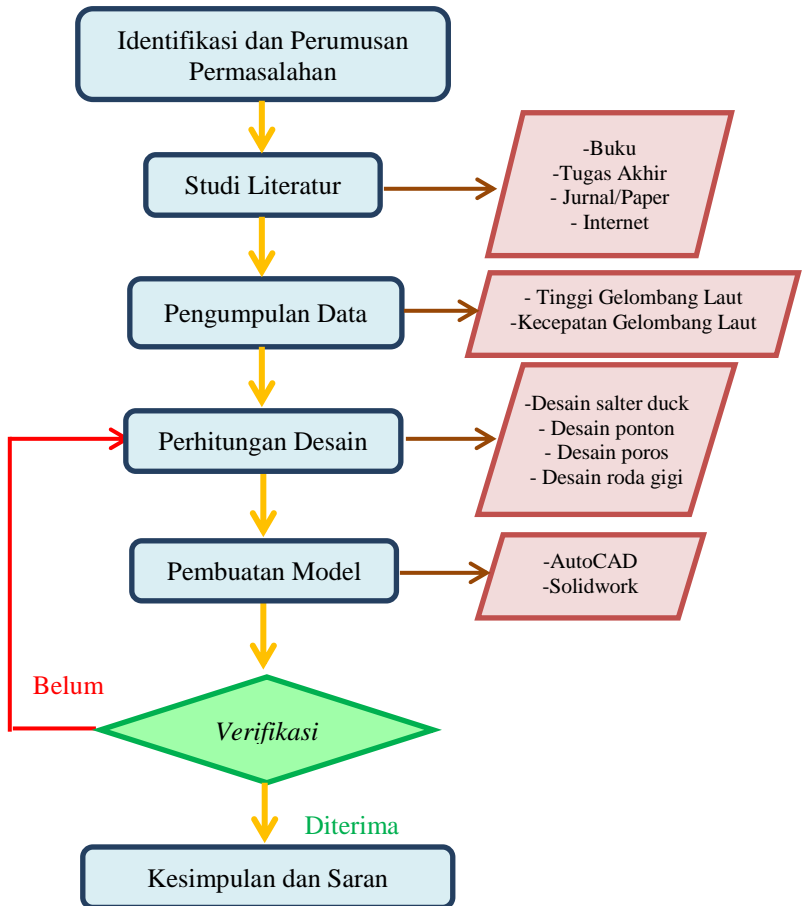 Identifikasi dan Perumusan
Permasalahan
Studi Literatur
-Buku
-Tugas Akhir
- Jurnal/Paper
- Internet
Pengumpulan Data
- Tinggi Gelombang Laut
-Kecepatan Gelombang Laut
Perhitungan Desain
-Desain salter duck
- Desain ponton
- Desain poros
- Desain roda gigi
Pembuatan Model
-AutoCAD
-Solidwork
Belum
Verifikasi
Diterima
Kesimpulan dan Saran